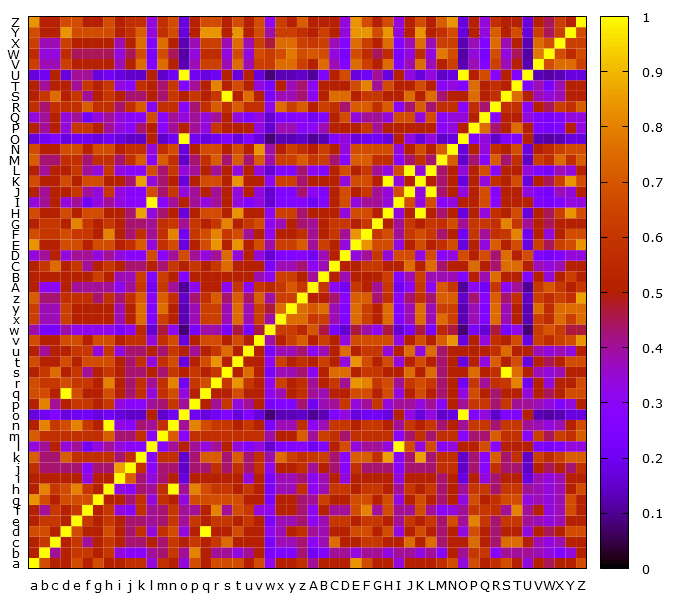 Z
Y
X
W
V
U
T
S
R
Q
P
O
N
M
L
K
J
I
H
G
F
E
D
C
B
A
z
y
x
w
v
u
t
s
r
q
p
o
n
m
l
k
j
i
h
g
f
e
d
c
b
a
a b c d e f g h i j k l m n o p q r s t u v w x y z A B C D E F G H I J K L M N O P Q R S T U V W X Y Z
1
0.9
0.8
0.7
0.6
0.5
0.4
0.3
0.2
0.1
0